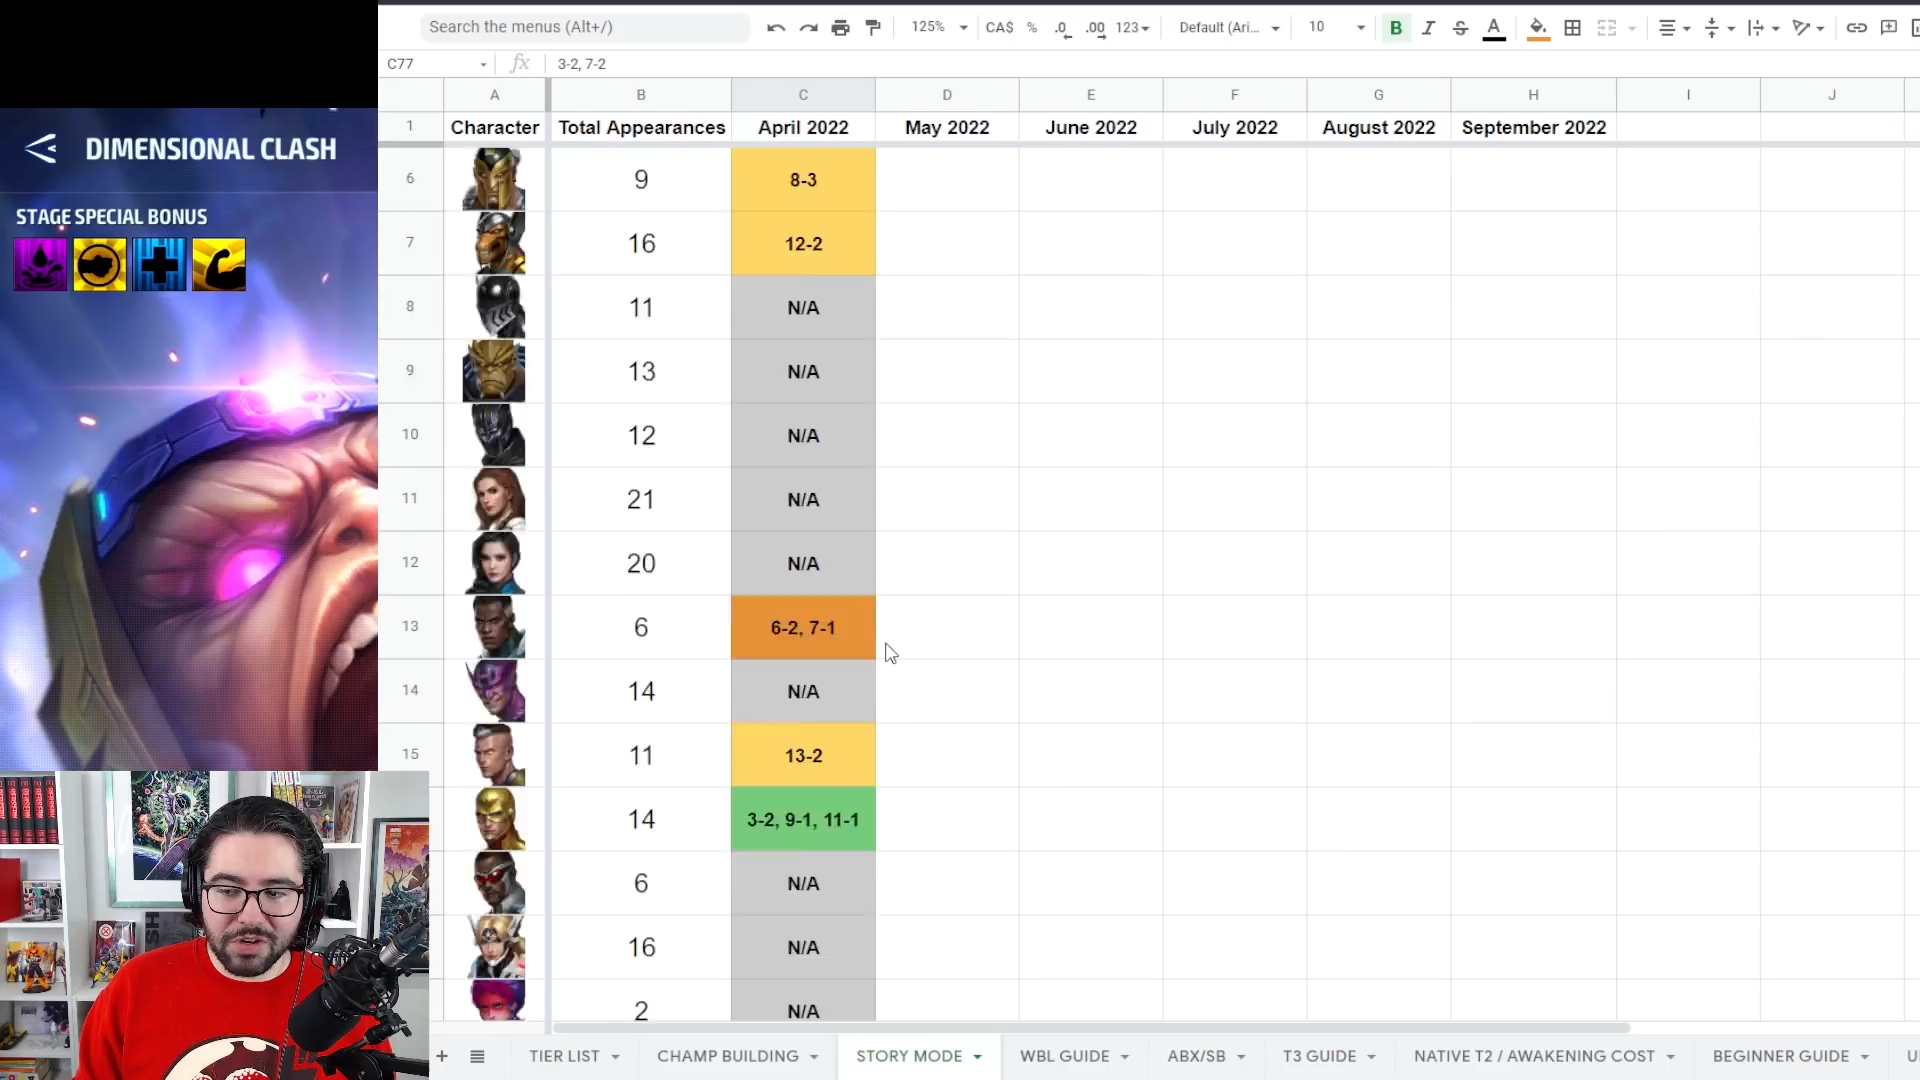 Search the menus (Alt+/)
125%
CA$
%
.0
.00
123
Default (Ari...
10
B
I
S
A
C77
fx
3-2, 7-2
A
B
C
D
E
F
G
H
I
J
1
Character
Total Appearances
April 2022
May 2022
June 2022
July 2022
August 2022
September 2022
6
9
8-3
7
16
12-2
8
11
N/A
9
13
N/A
10
12
N/A
11
21
N/A
12
20
N/A
13
6
6-2, 7-1
14
14
N/A
15
11
13-2
14
3-2, 9-1, 11-1
6
N/A
16
N/A
2
N/A
DIMENSIONAL CLASH
STAGE SPECIAL BONUS
TIER LIST
CHAMP BUILDING
STORY MODE
WBL GUIDE
ABX/SB
T3 GUIDE
NATIVE T2 / AWAKENING COST
BEGINNER GUIDE